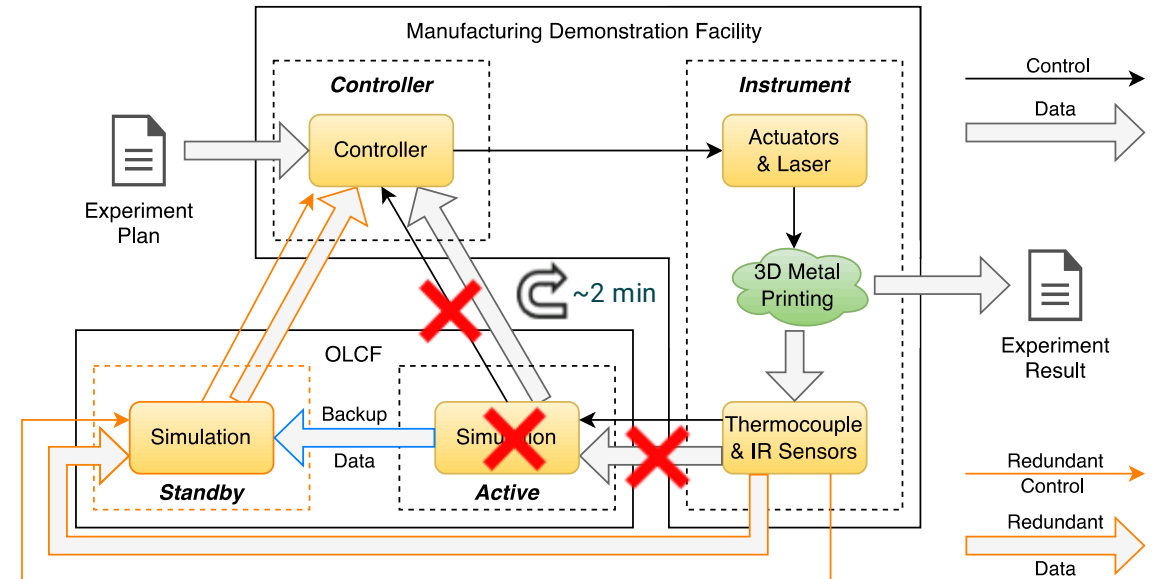 Manufacturing Demonstration Facility
Controller
Instrument
Control
Data
Controller
Actuators
& Laser
Experiment
Plan
3D Metal
Printing
~2 min
Experiment
Result
OLCF
Backup
Data
Simulation
Simulation
Thermocouple
& IR Sensors
Standby
Active
Redundant
Control
Redundant
Data